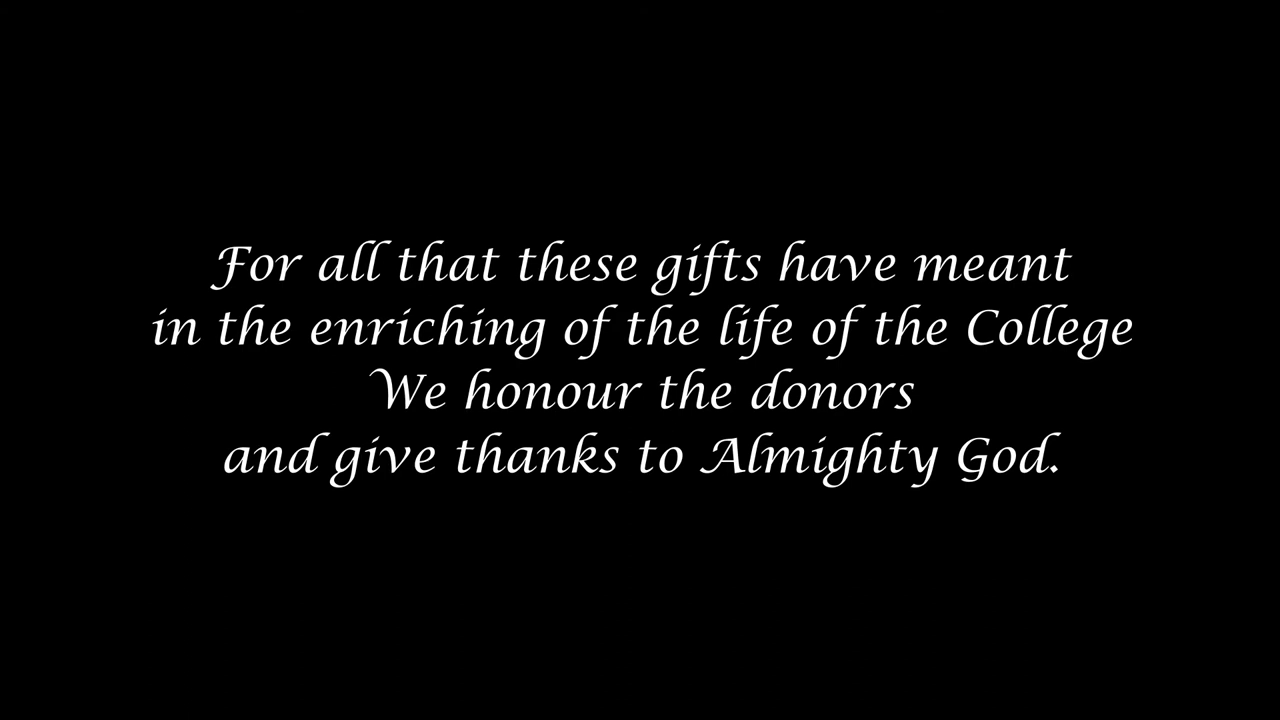 For all that these gifts have meant
in the enriching of the life of the College
We honour the donors
and give thanks to Almighty God.